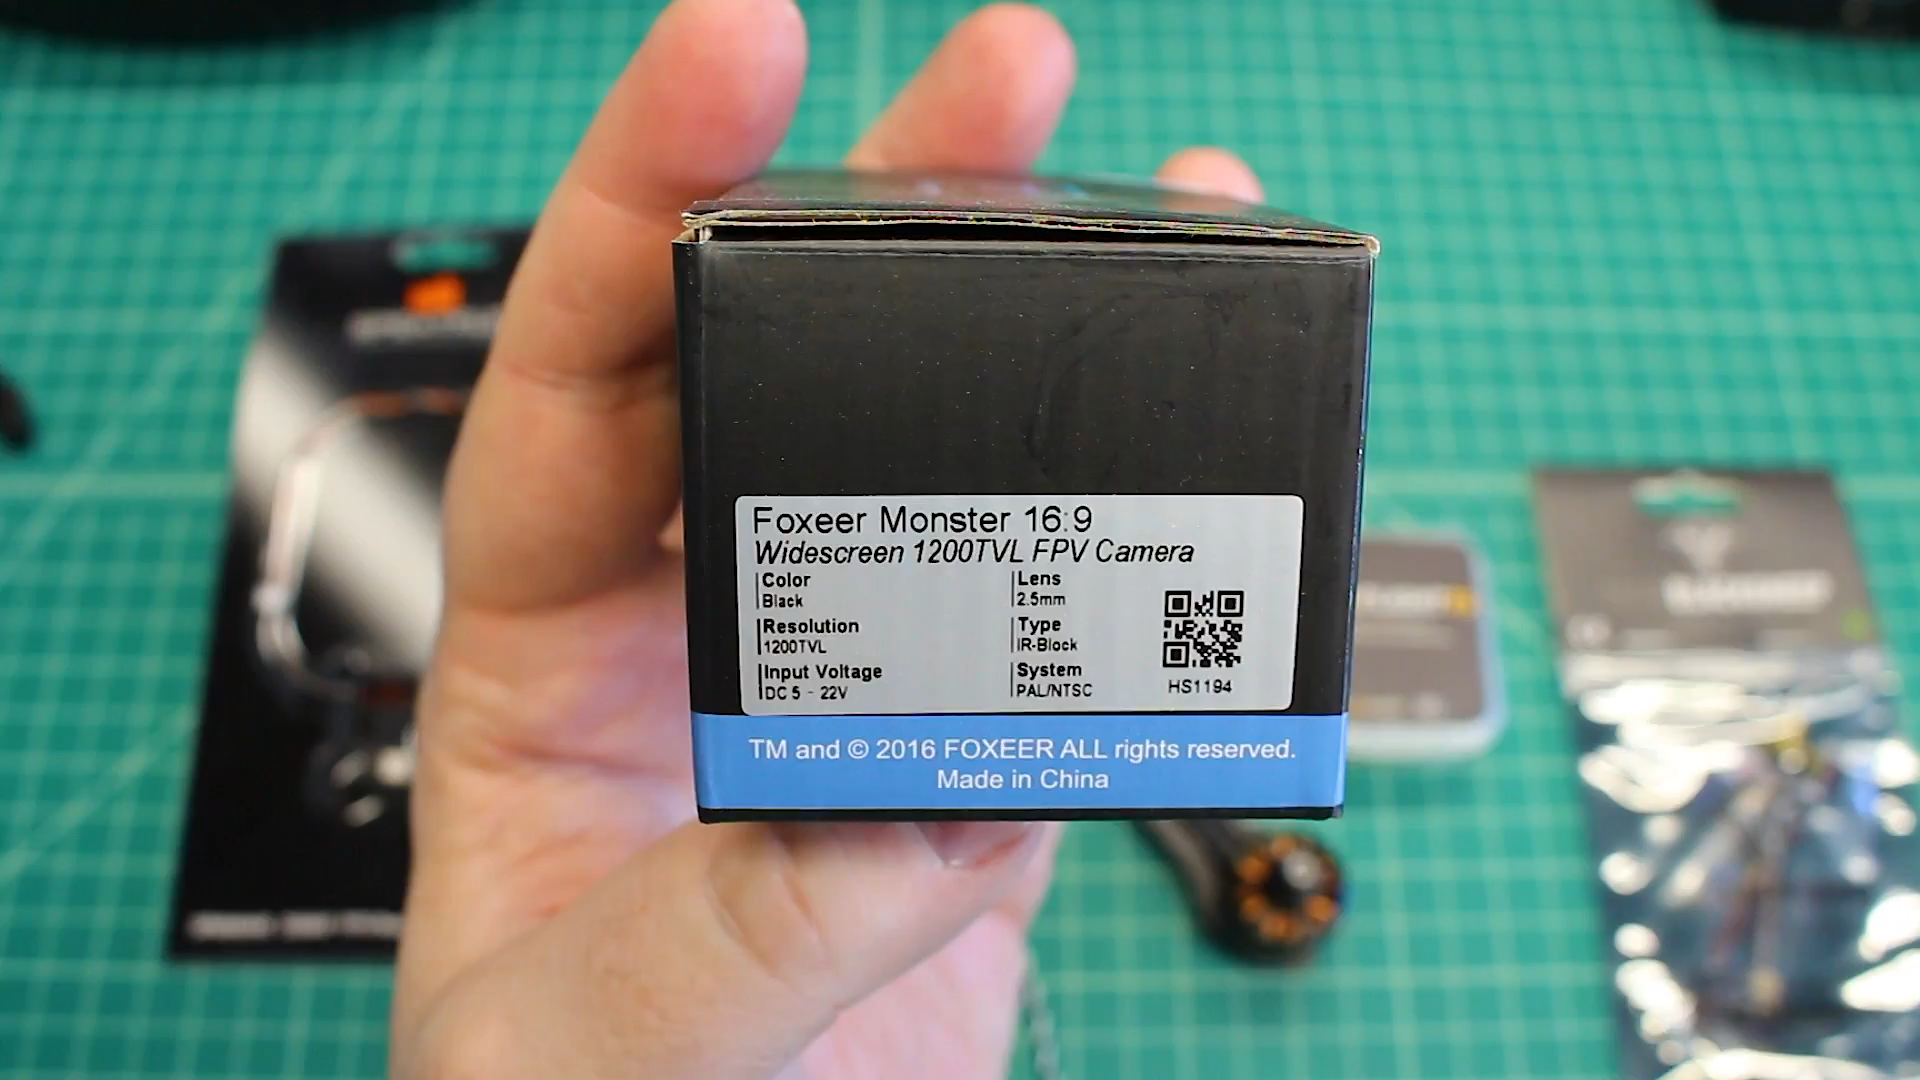 Foxeer Monster 16:9
Widescreen 1200TVL FPV Camera
Color
Black
Lens
2.5mm
Resolution
1200TVL
Type
IR-Block
Input Voltage
DC 5 - 22V
System
PAL/NTSC
HS1194
TM and © 2016 FOXEER ALL rights reserved.
Made in China